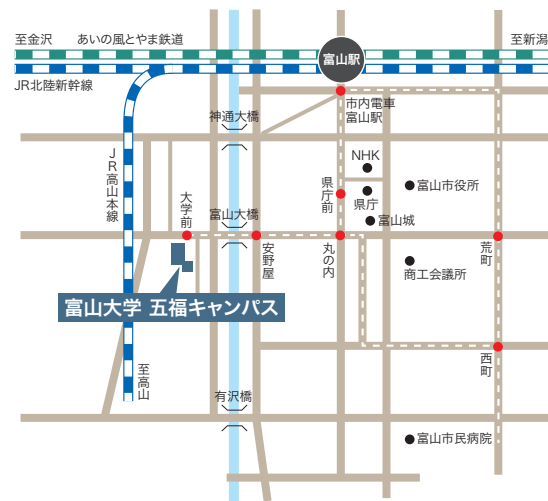 至金沢
あいの風とやま鉄道
富山駅
至新潟
JR北陸新幹線
市内電車
富山駅
神通大橋
NHK
JR高山本線
県庁前
県庁
富山市役所
大学前
富山大橋
富山城
安野屋
丸の内
荒町
商工会議所
富山大学 五福キャンパス
至高山
西町
有沢橋
富山市民病院